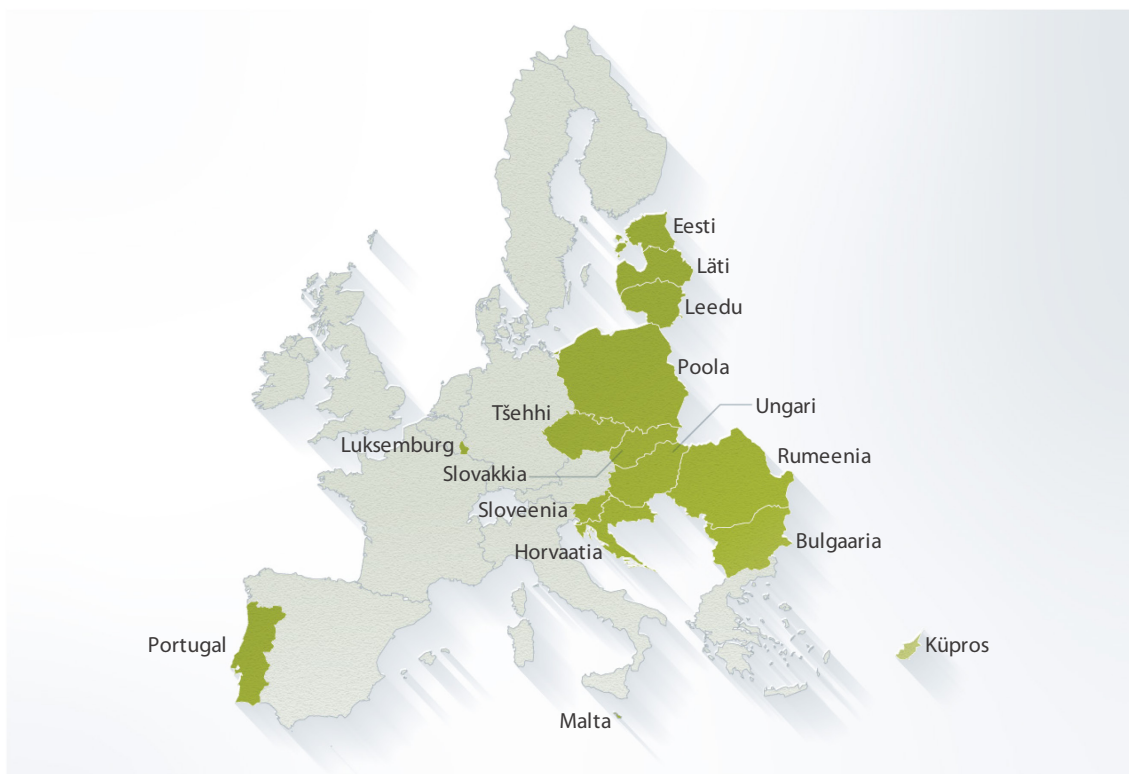 Eesti
Läti
Leedu
Poola
Ungari
Tšehhi
Luksemburg
Rumeenia
Slovakkia
Sloveenia
Bulgaaria
Horvaatia
Portugal
Küpros
Malta